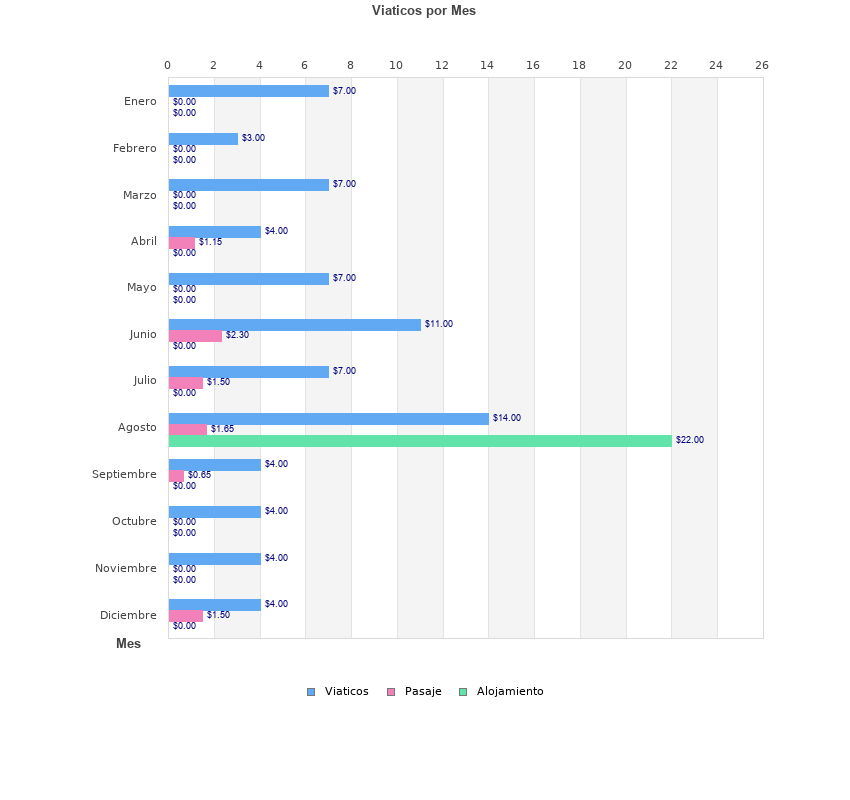 Viaticos por Mes
0 2 4 6 8 10 12 14 16 18 20 22 24 26
Enero $7.00
$0.00
$0.00
Febrero $3.00
$0.00
$0.00
Marzo $7.00
$0.00
$0.00
Abril $4.00
$1.15
$0.00
Mayo $7.00
$0.00
$0.00
Junio $11.00
$2.30
$0.00
Julio $7.00
$1.50
$0.00
Agosto $14.00
$1.65
$22.00
Septiembre $4.00
$0.65
$0.00
Octubre $4.00
$0.00
$0.00
Noviembre $4.00
$0.00
$0.00
Diciembre $4.00
$1.50
$0.00
Mes
Viaticos Pasaje Alojamiento